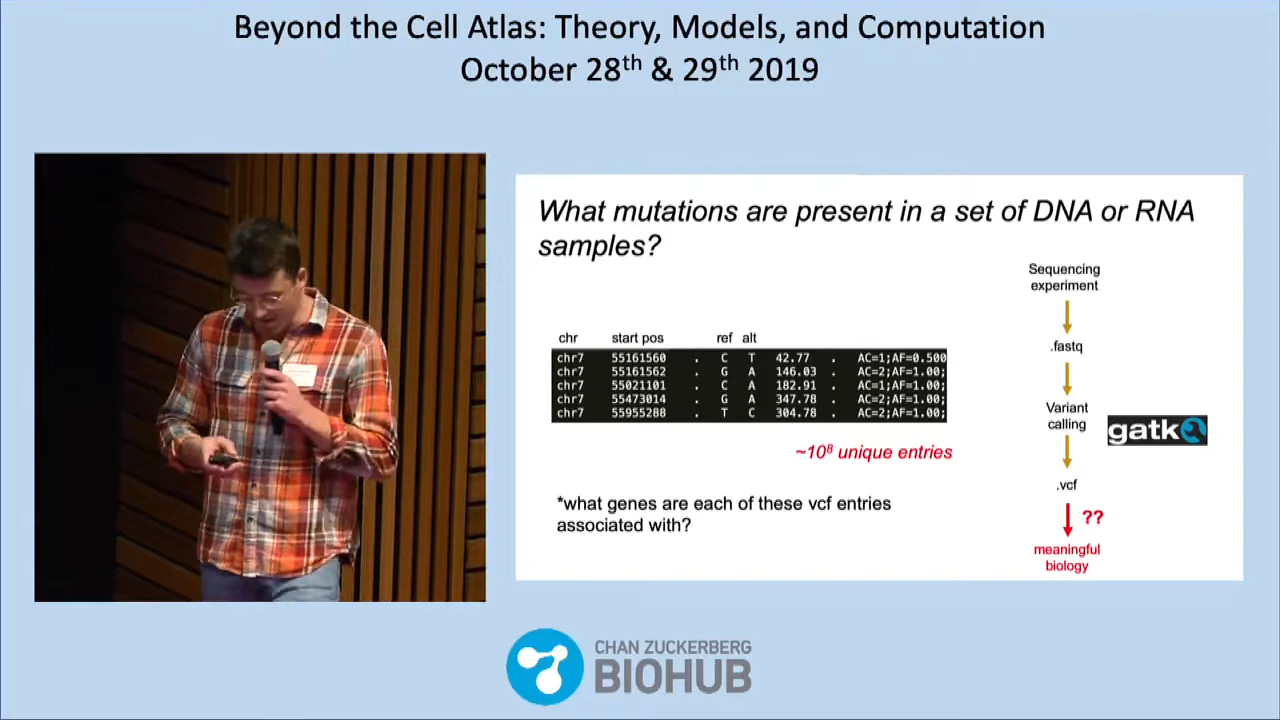 Beyond the Cell Atlas: Theory, Models, and Computation
October 28th & 29th 2019
What mutations are present in a set of DNA or RNA
samples?
chr start pos ref alt
chr7 55161560 . C T 42.77 . AC=1;AF=0.500
chr7 55161562 . G A 146.03 . AC=2;AF=1.00;
chr7 55021101 . C A 182.91 . AC=1;AF=1.00;
chr7 55473014 . G A 347.78 . AC=2;AF=1.00;
chr7 55955288 . T C 304.78 . AC=2;AF=1.00;
~10⁸ unique entries
*what genes are each of these vcf entries
associated with?
Sequencing
experiment
.fastq
Variant
calling
gatk
.vcf
??
meaningful
biology
CHAN ZUCKERBERG
BIOHUB